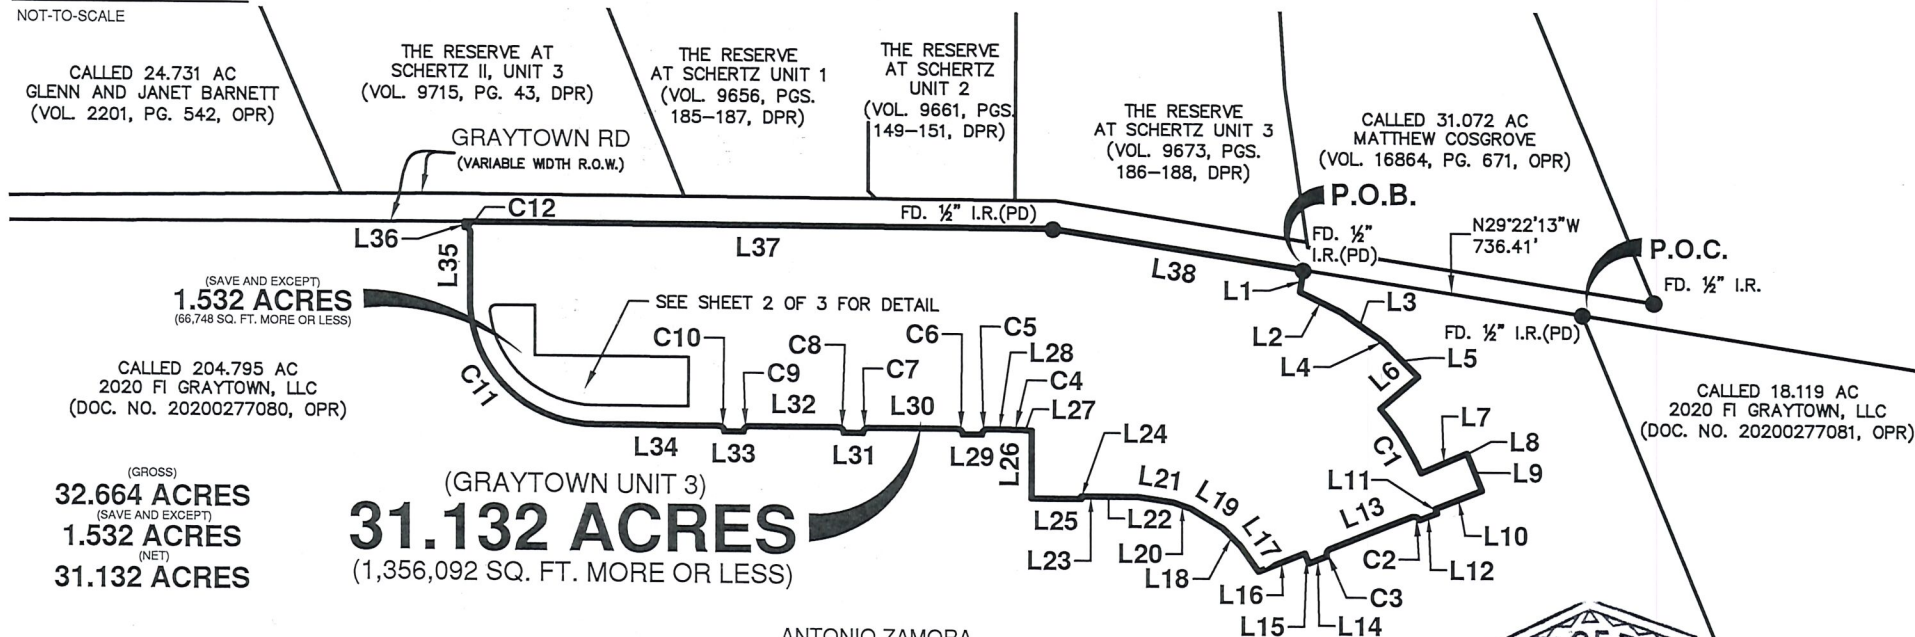 NOT-TO-SCALE
CALLED 24.731 AC
GLENN AND JANET BARNETT
(VOL. 2201, PG. 542, OPR)
THE RESERVE AT
SCHERTZ II, UNIT 3
(VOL. 9715, PG. 43, DPR)
THE RESERVE
AT SCHERTZ UNIT 1
(VOL. 9656, PGS.
185–187, DPR)
THE RESERVE
AT SCHERTZ
UNIT 2
(VOL. 9661, PGS.
149–151, DPR)
THE RESERVE
AT SCHERTZ UNIT 3
(VOL. 9673, PGS.
186–188, DPR)
CALLED 31.072 AC
MATTHEW COSGROVE
(VOL. 16864, PG. 671, OPR)
GRAYTOWN RD
(VARIABLE WIDTH R.O.W.)
P.O.B.
FD. ½" I.R.(PD)
FD. ½"
I.R.(PD)
N29°22'13"W
736.41'
P.O.C.
FD. ½" I.R.
FD. ½" I.R.(PD)
C12
L36
L35
L37
L38
L1
L2
L3
L4
L5
L6
(SAVE AND EXCEPT)
1.532 ACRES
(66,748 SQ. FT. MORE OR LESS)
SEE SHEET 2 OF 3 FOR DETAIL
CALLED 204.795 AC
2020 FI GRAYTOWN, LLC
(DOC. NO. 20200277080, OPR)
CALLED 18.119 AC
2020 FI GRAYTOWN, LLC
(DOC. NO. 20200277081, OPR)
C11
C10
C9
L32
C8
C7
L30
C6
C5
L28
C4
L27
L34
L33
L31
L29
L26
L24
L25
L23
L22
L21
L20
L19
L18
L17
L16
L15
L14
C3
L13
L11
C2
L12
L10
L9
L8
L7
C1
(GROSS)
32.664 ACRES
(SAVE AND EXCEPT)
1.532 ACRES
(NET)
31.132 ACRES
(GRAYTOWN UNIT 3)
31.132 ACRES
(1,356,092 SQ. FT. MORE OR LESS)
ANTONIO ZAMORA